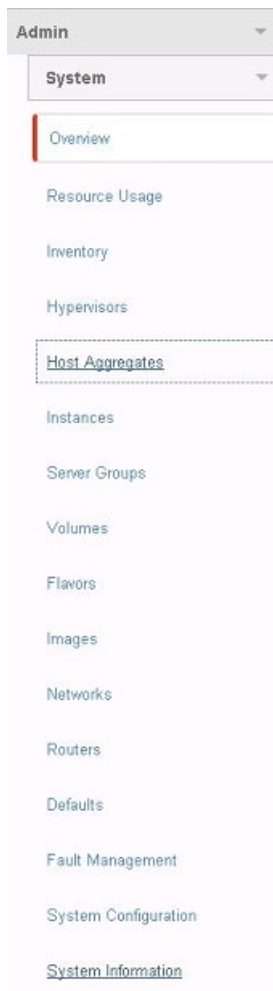 Admin
System
Overview
Resource Usage
Inventory
Hypervisors
Host Aggregates
Instances
Server Groups
Volumes
Flavors
Images
Networks
Routers
Defaults
Fault Management
System Configuration
System Information